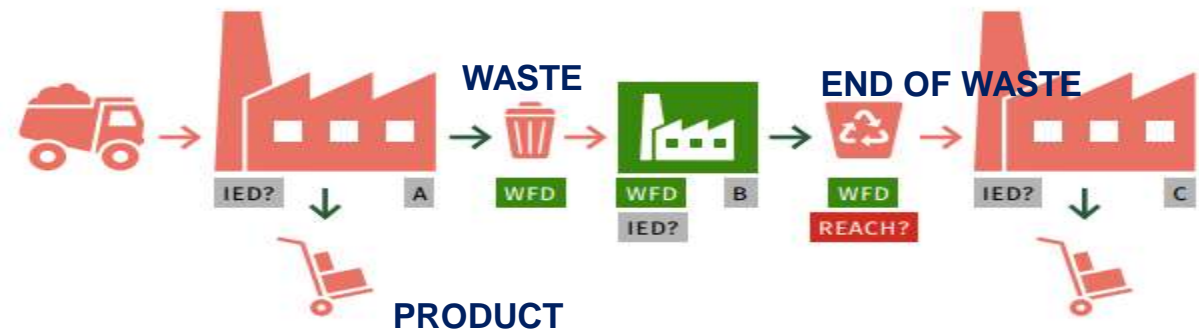 WASTE
END OF WASTE
IED?
A
WFD
WFD
B
IED?
WFD
REACH?
IED?
C
PRODUCT